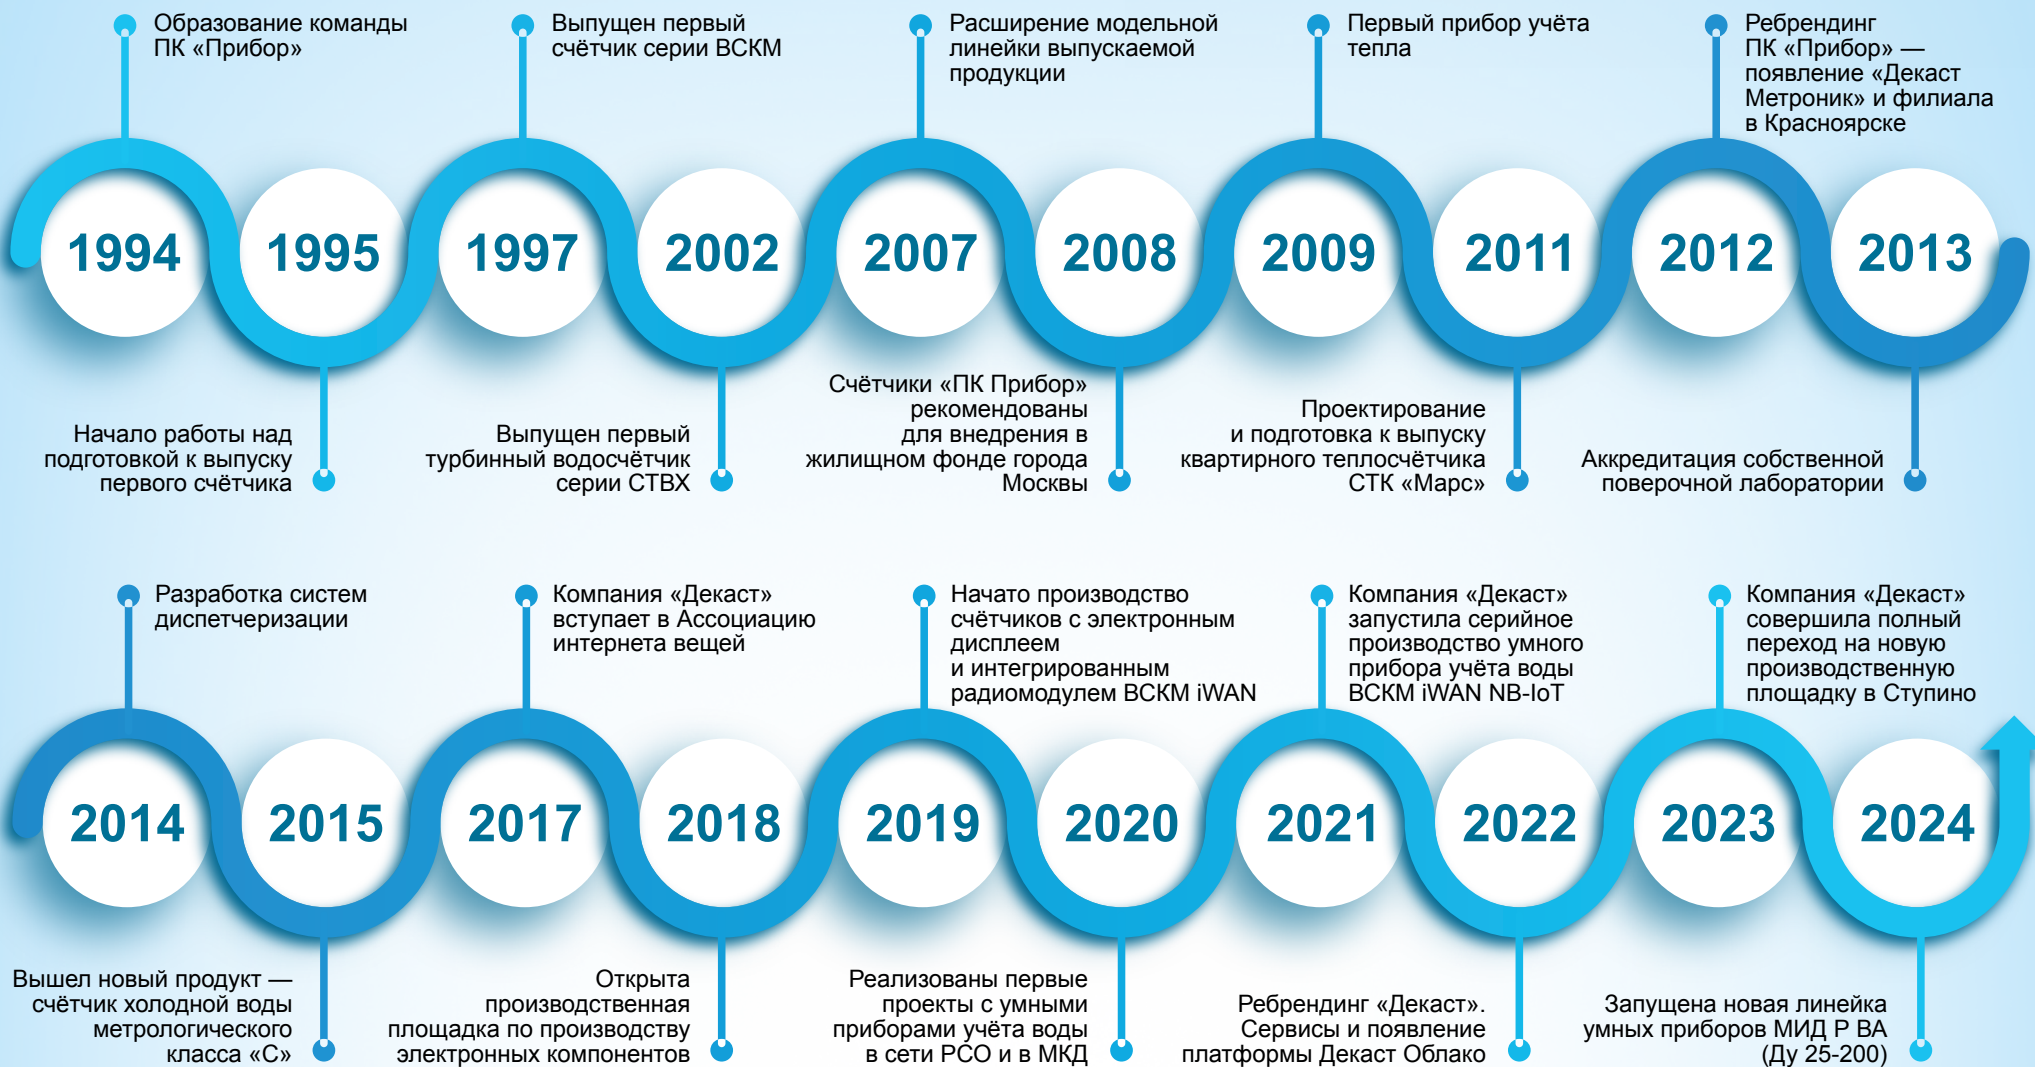 Образование команды
ПК «Прибор»
Выпущен первый
счётчик серии ВСКМ
Расширение модельной
линейки выпускаемой
продукции
Первый прибор учёта
тепла
Ребрендинг
ПК «Прибор» —
появление «Декаст
Метроник» и филиала
в Красноярске
1994
1995
1997
2002
2007
2008
2009
2011
2012
2013
Начало работы над
подготовкой к выпуску
первого счётчика
Выпущен первый
турбинный водосчётчик
серии СТВХ
Счётчики «ПК Прибор»
рекомендованы
для внедрения в
жилищном фонде города
Москвы
Проектирование
и подготовка к выпуску
квартирного теплосчётчика
СТК «Марс»
Аккредитация собственной
поверочной лаборатории
Разработка систем
диспетчеризации
Компания «Декаст»
вступает в Ассоциацию
интернета вещей
Начато производство
счётчиков с электронным
дисплеем
и интегрированным
радиомодулем ВСКМ iWAN
Компания «Декаст»
запустила серийное
производство умного
прибора учёта воды
ВСКМ iWAN NB-IoT
Компания «Декаст»
совершила полный
переход на новую
производственную
площадку в Ступино
2014
2015
2017
2018
2019
2020
2021
2022
2023
2024
Вышел новый продукт —
счётчик холодной воды
метрологического
класса «С»
Открыта
производственная
площадка по производству
электронных компонентов
Реализованы первые
проекты с умными
приборами учёта воды
в сети РСО и в МКД
Ребрендинг «Декаст».
Сервисы и появление
платформы Декаст Облако
Запущена новая линейка
умных приборов МИД Р ВА
(Ду 25-200)